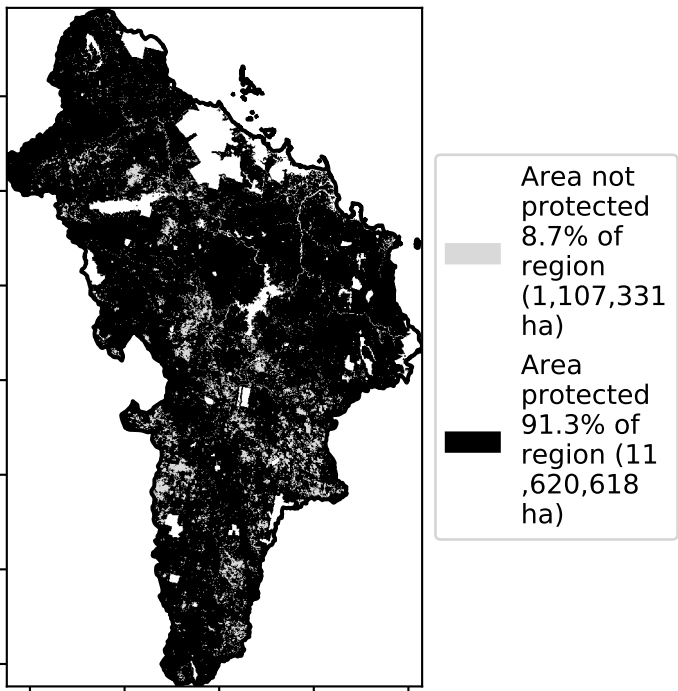 Area not
protected
8.7% of
region
(1,107,331
ha)
Area
protected
91.3% of
region (11
,620,618
ha)